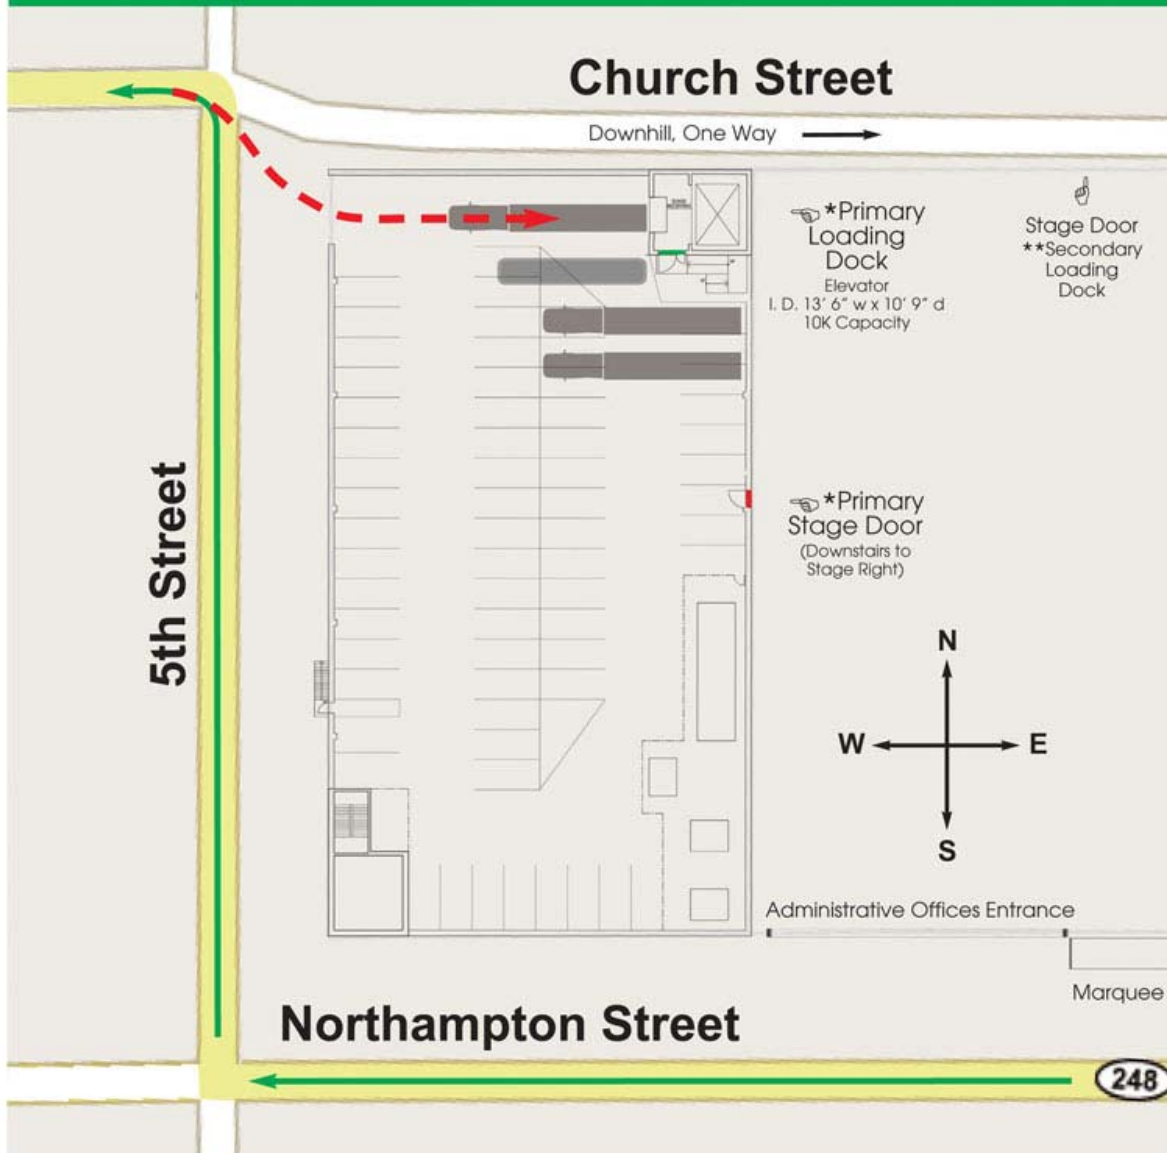 Church Street
Downhill, One Way
*Primary
Loading
Dock
Elevator
I. D. 13' 6" w x 10' 9" d
10K Capacity
Stage Door
**Secondary
Loading
Dock
5th Street
*Primary
Stage Door
(Downstairs to
Stage Right)
N
W
E
S
Administrative Offices Entrance
Marquee
Northampton Street
248